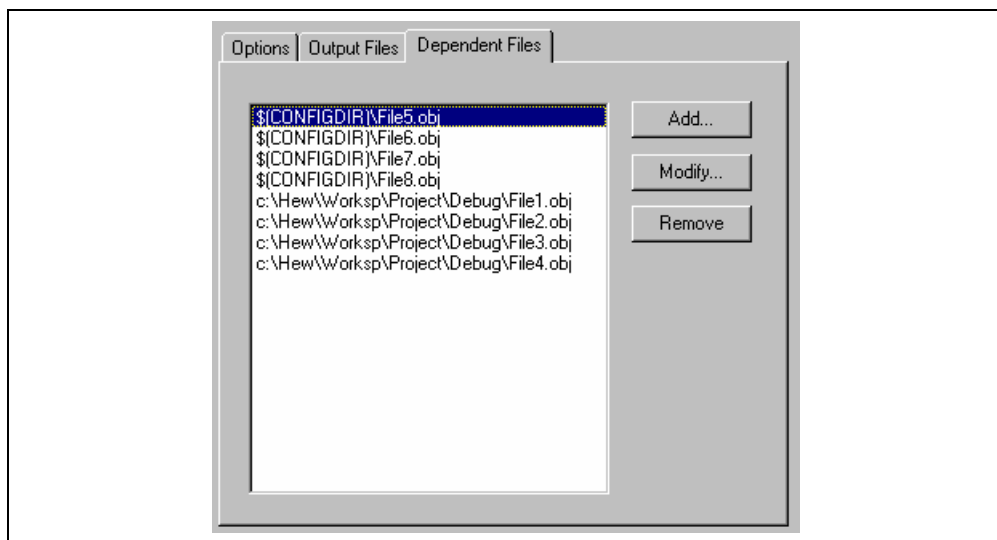 Options Output Files Dependent Files
$(CONFIGDIR)\File5.obj
$(CONFIGDIR)\File6.obj
$(CONFIGDIR)\File7.obj
$(CONFIGDIR)\File8.obj
c:\Hew\Worksp\Project\Debug\File1.obj
c:\Hew\Worksp\Project\Debug\File2.obj
c:\Hew\Worksp\Project\Debug\File3.obj
c:\Hew\Worksp\Project\Debug\File4.obj
Add...
Modify...
Remove